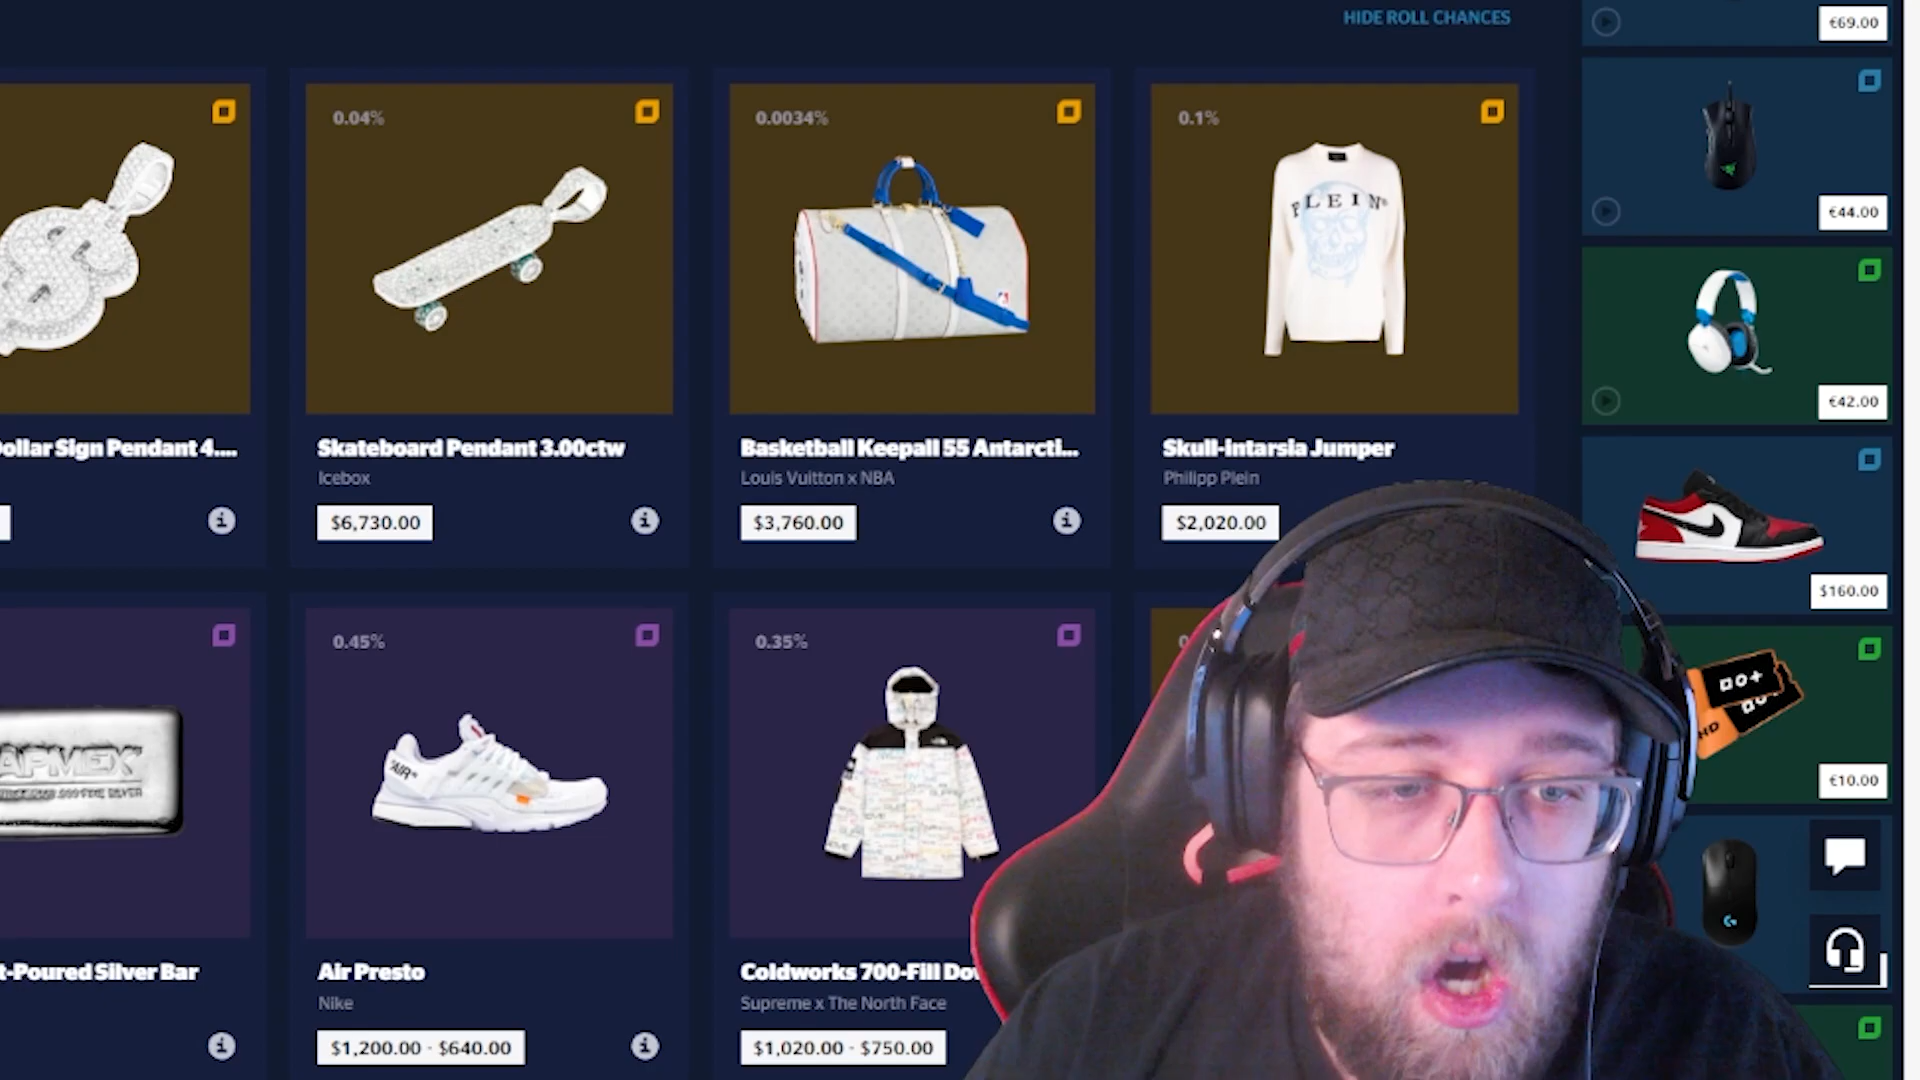 HIDE ROLL CHANCES
€69.00
0.04%
0.0034%
0.1%
PLEIN
€44.00
€42.00
Dollar Sign Pendant 4....
Skateboard Pendant 3.00ctw
Icebox
$6,730.00
Basketball Keepall 55 Antarcti...
Louis Vuitton x NBA
$3,760.00
Skull-intarsia Jumper
Philipp Plein
$2,020.00
$160.00
0.45%
0.35%
€10.00
APMEX
"AIR"
t-Poured Silver Bar
Air Presto
Nike
$1,200.00 - $640.00
Coldworks 700-Fill Do
Supreme x The North Face
$1,020.00 - $750.00